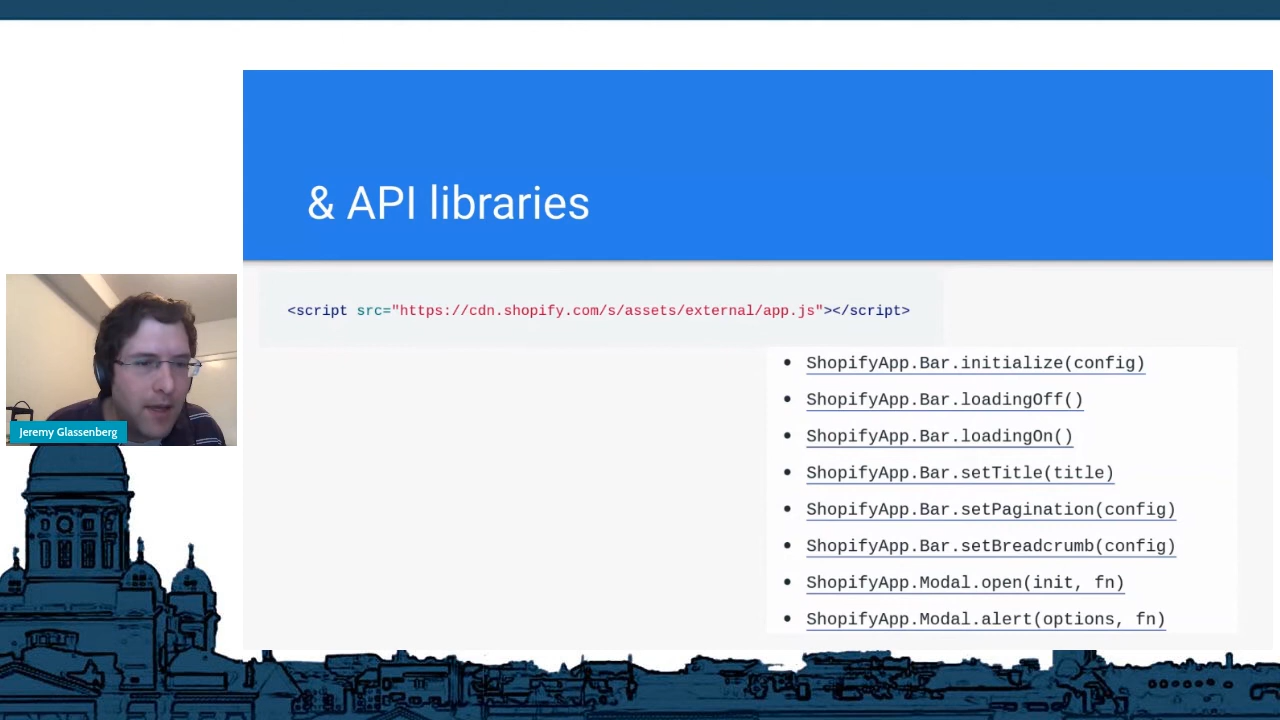 & API libraries
<script src="https://cdn.shopify.com/s/assets/external/app.js"></script>
ShopifyApp.Bar.initialize(config)
ShopifyApp.Bar.loadingOff()
ShopifyApp.Bar.loadingOn()
ShopifyApp.Bar.setTitle(title)
ShopifyApp.Bar.setPagination(config)
ShopifyApp.Bar.setBreadcrumb(config)
ShopifyApp.Modal.open(init, fn)
ShopifyApp.Modal.alert(options, fn)
Jeremy Glassenberg